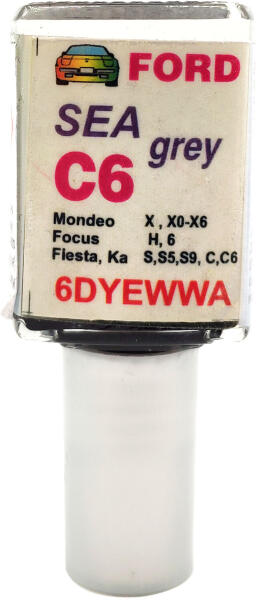 FORD
SEA grey
C6
Mondeo X , X0-X6
Focus H, 6
Fiesta, Ka S,S5,S9, C,C6
6DYEWWA